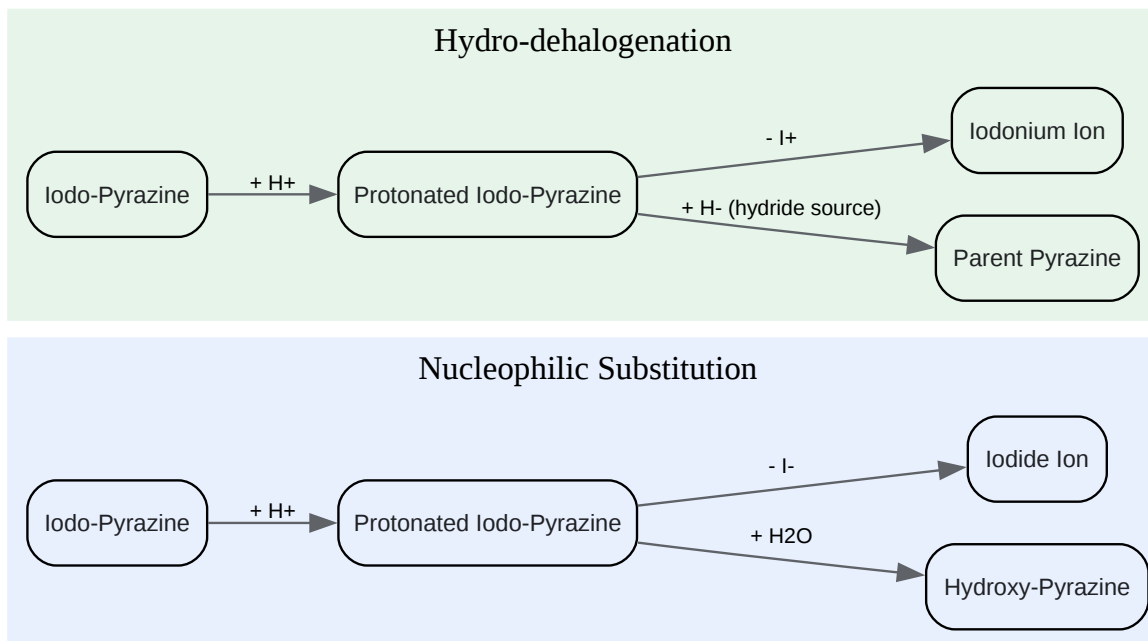 Hydro-dehalogenation
Iodo-Pyrazine
+ H+
Protonated Iodo-Pyrazine
- I+
Iodonium Ion
+ H- (hydride source)
Parent Pyrazine
Nucleophilic Substitution
Iodo-Pyrazine
+ H+
Protonated Iodo-Pyrazine
- I-
Iodide Ion
+ H2O
Hydroxy-Pyrazine